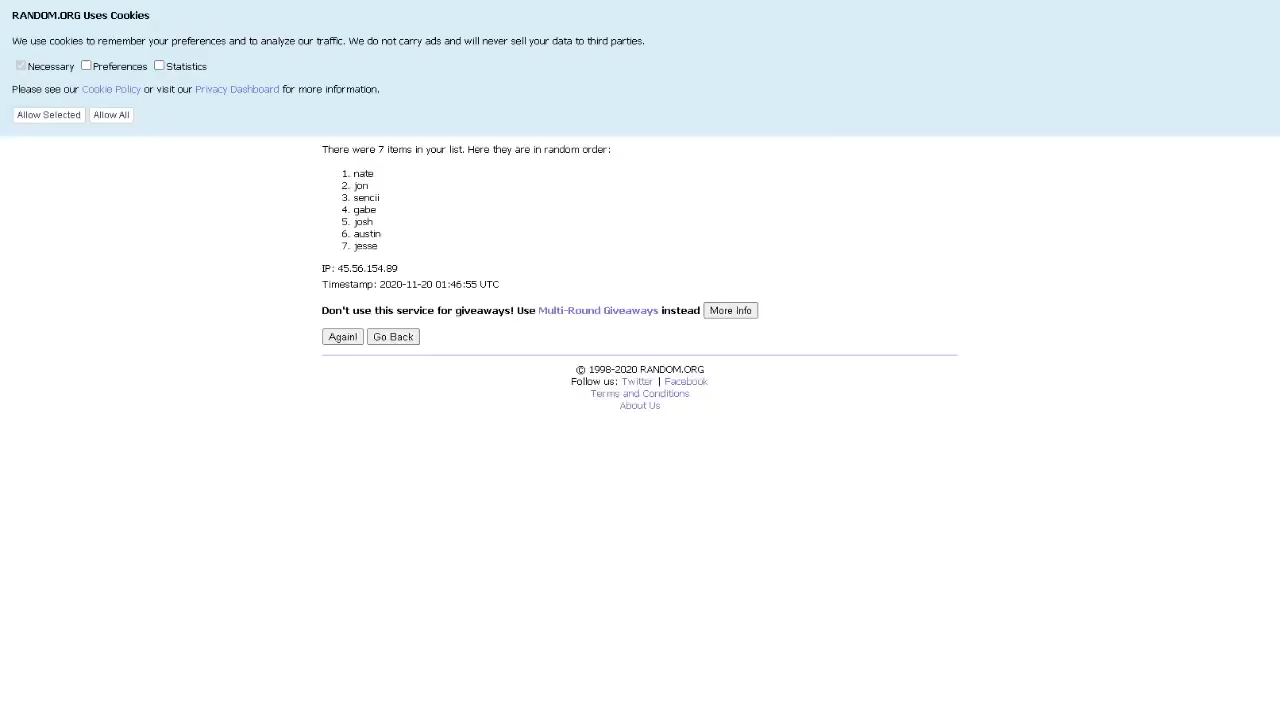 RANDOM.ORG Uses Cookies
We use cookies to remember your preferences and to analyze our traffic. We do not carry ads and will never sell your data to third parties.
Necessary Preferences Statistics
Please see our Cookie Policy or visit our Privacy Dashboard for more information.
Allow Selected Allow All
There were 7 items in your list. Here they are in random order:
1. nate
2. jon
3. sencii
4. gabe
5. josh
6. austin
7. jesse
IP: 45.56.154.89
Timestamp: 2020-11-20 01:46:55 UTC
Don't use this service for giveaways! Use Multi-Round Giveaways instead More Info
Again! Go Back
© 1998-2020 RANDOM.ORG
Follow us: Twitter | Facebook
Terms and Conditions
About Us